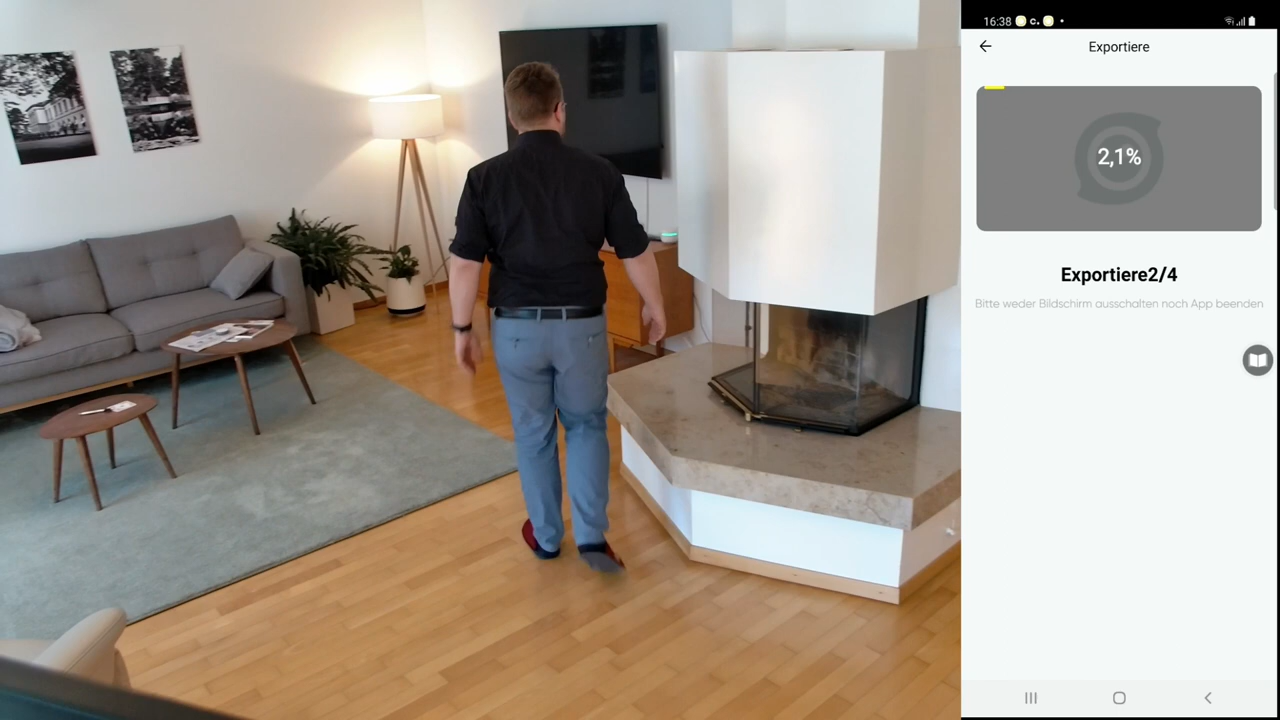 16:38 c. •
Exportiere
2,1%
Exportiere2/4
Bitte weder Bildschirm ausschalten noch App beenden